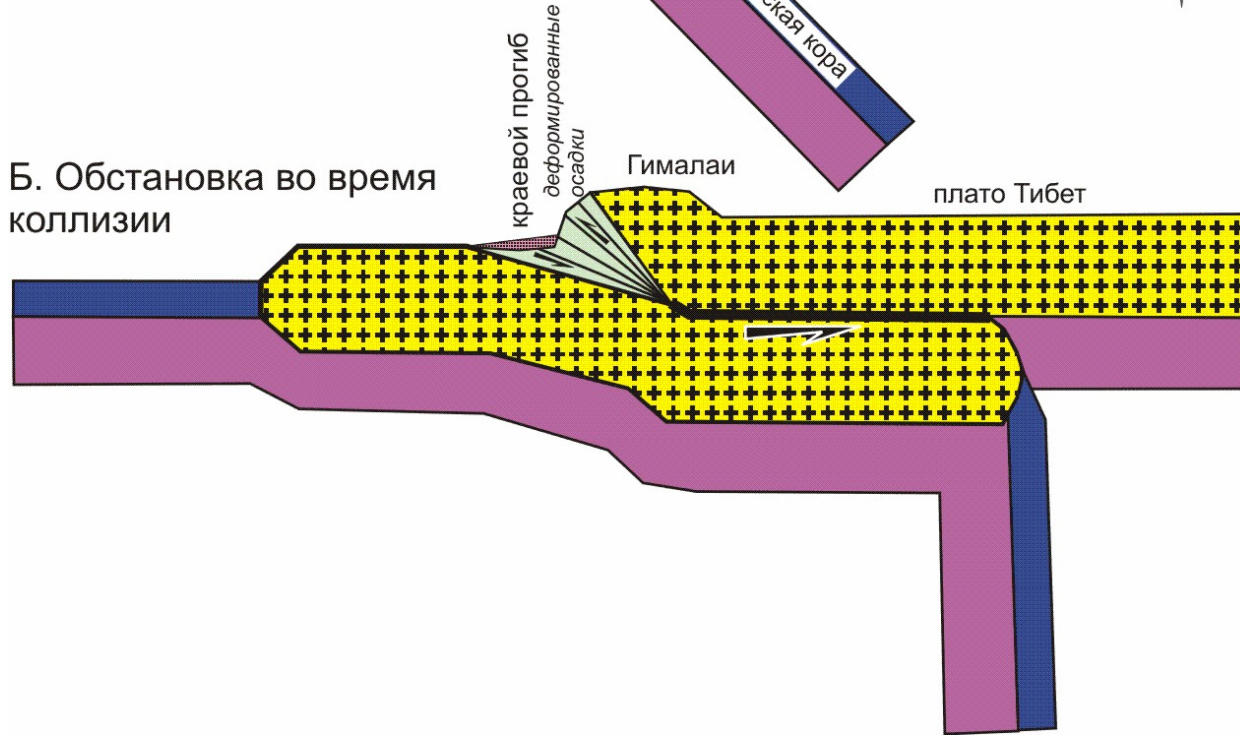 ская кора
краевой прогиб
деформированные
осадки
Гималаи
плато Тибет
Б. Обстановка во время
коллизии